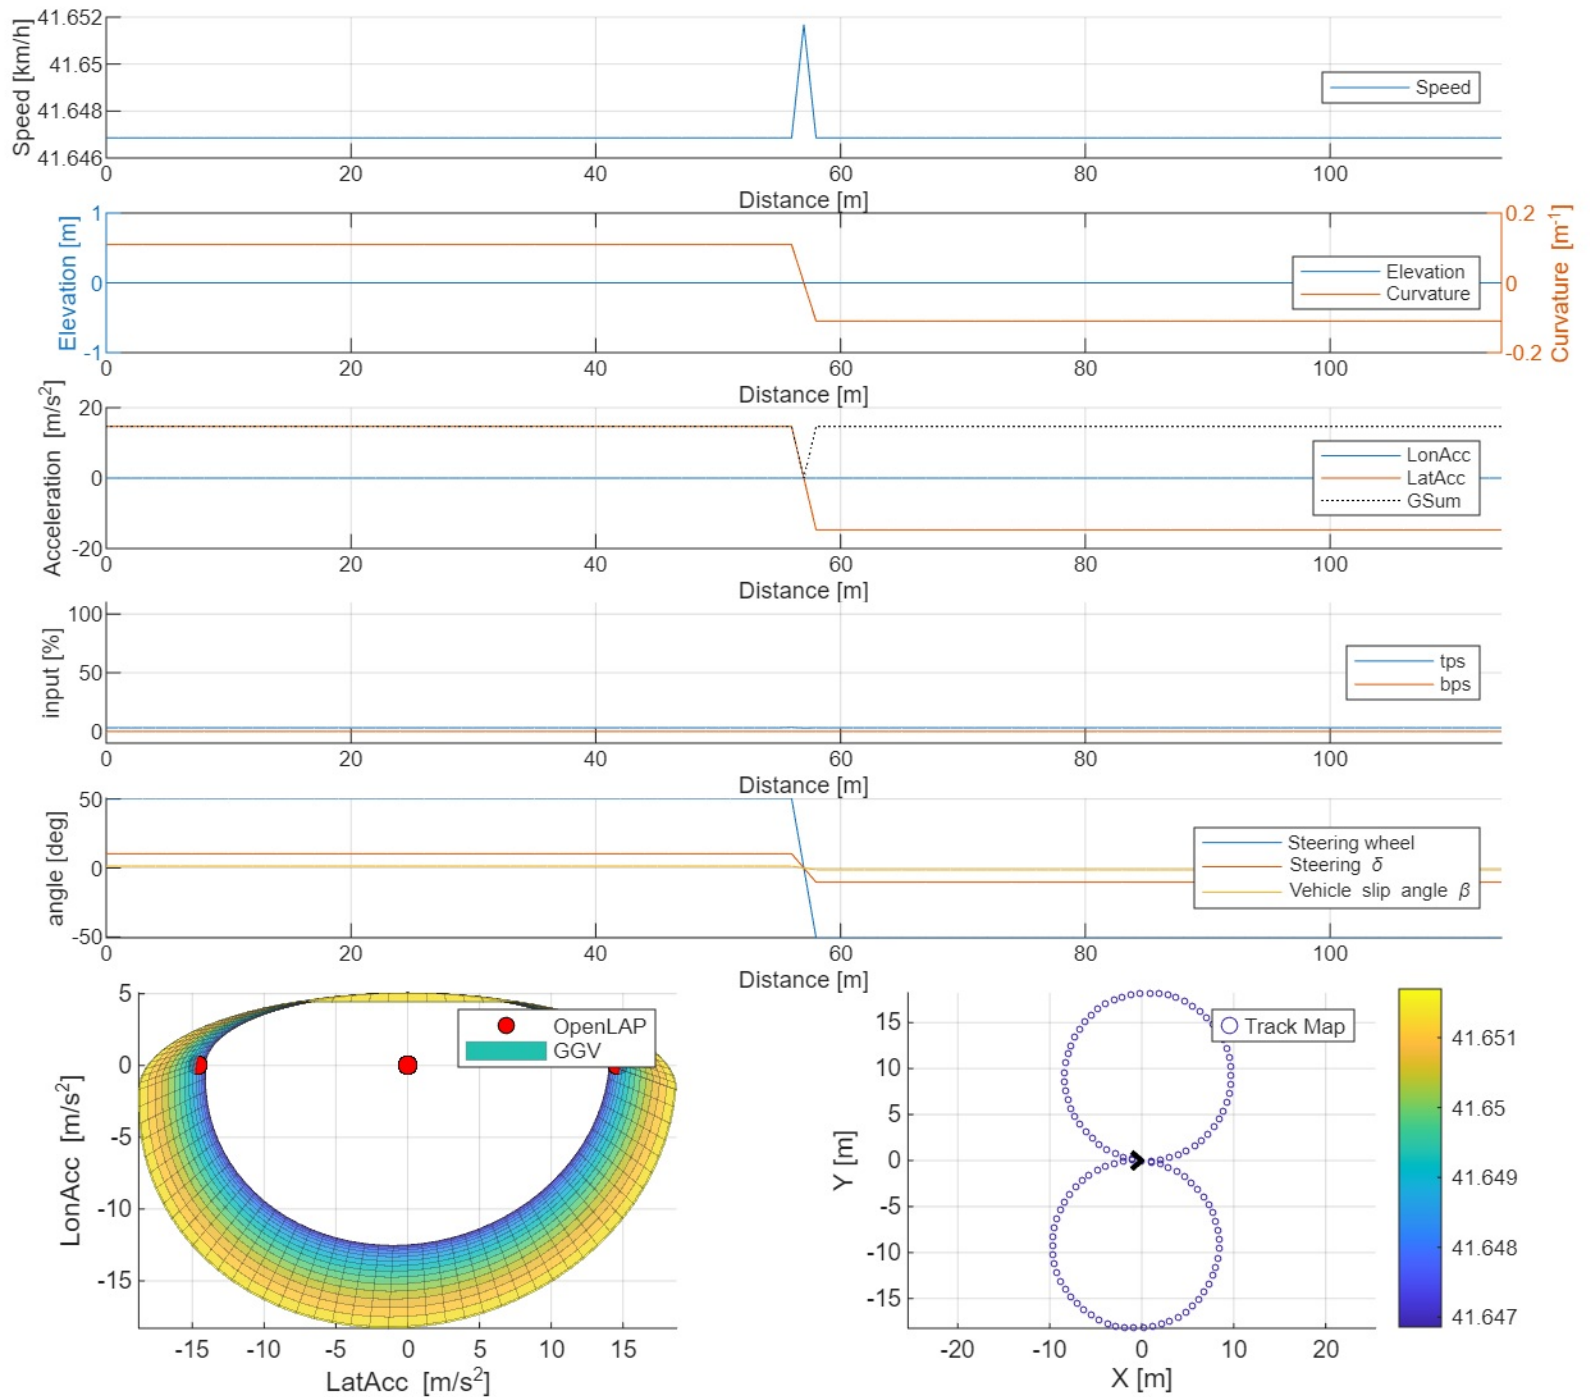 Speed [km/h]
41.652
41.65
41.648
41.646
Speed
0 20 40 60 80 100
Distance [m]
Elevation [m]
1
0
-1
0.2
0
-0.2
Curvature [m-1]
Elevation
Curvature
0 20 40 60 80 100
Distance [m]
Acceleration [m/s2]
20
0
-20
LonAcc
LatAcc
GSum
0 20 40 60 80 100
Distance [m]
input [%]
100
50
0
tps
bps
0 20 40 60 80 100
Distance [m]
angle [deg]
50
0
-50
Steering wheel
Steering δ
Vehicle slip angle β
0 20 40 60 80 100
Distance [m]
LonAcc [m/s2]
5
0
-5
-10
-15
OpenLAP
GGV
-15 -10 -5 0 5 10 15
LatAcc [m/s2]
Y [m]
15
10
5
0
-5
-10
-15
Track Map
-20 -10 0 10 20
X [m]
41.651
41.65
41.649
41.648
41.647